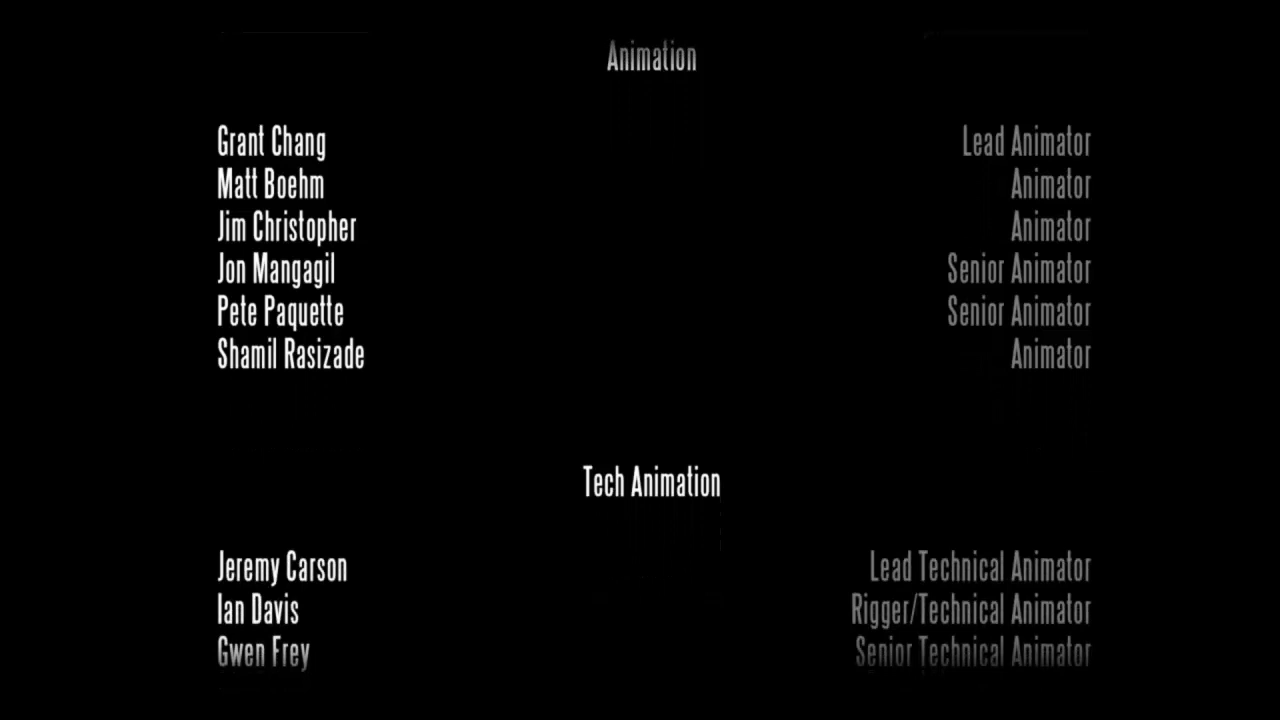 Animation
Grant Chang Lead Animator
Matt Boehm Animator
Jim Christopher Animator
Jon Mangagil Senior Animator
Pete Paquette Senior Animator
Shamil Rasizade Animator
Tech Animation
Jeremy Carson Lead Technical Animator
Ian Davis Rigger/Technical Animator
Gwen Frey Senior Technical Animator